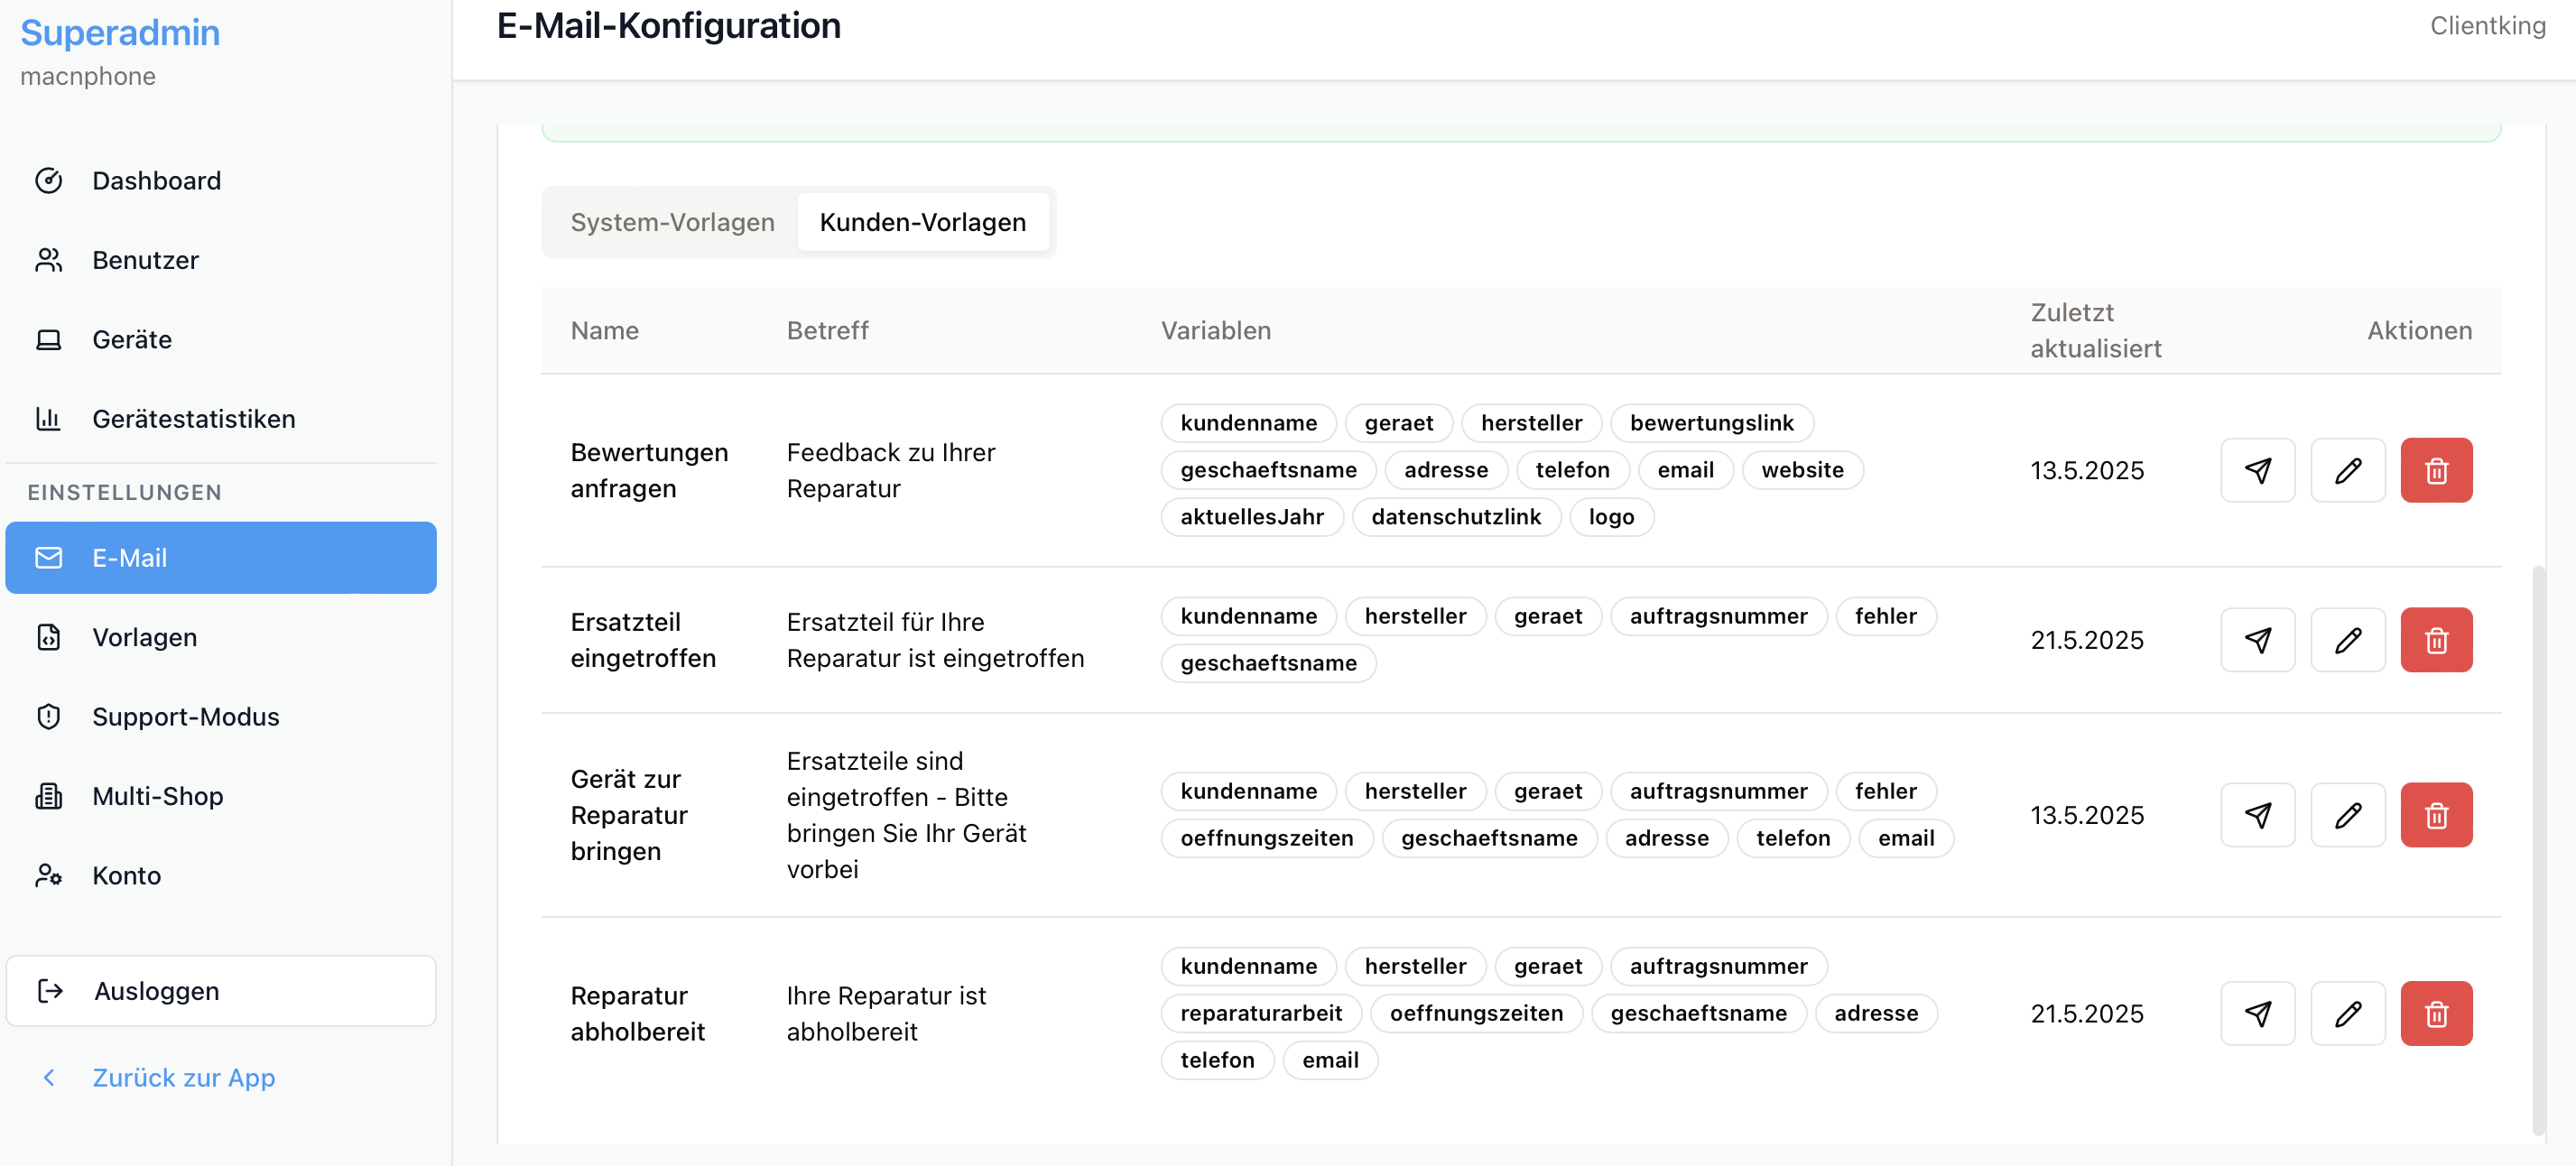 Superadmin
macnphone
Dashboard
Benutzer
Geräte
Gerätestatistiken
EINSTELLUNGEN
E-Mail
Vorlagen
Support-Modus
Multi-Shop
Konto
Ausloggen
Zurück zur App
E-Mail-Konfiguration
Clientking
System-Vorlagen
Kunden-Vorlagen
Name
Betreff
Variablen
Zuletzt
aktualisiert
Aktionen
Bewertungen
anfragen
Feedback zu Ihrer
Reparatur
kundenname geraet hersteller bewertungslink
geschaeftsname adresse telefon email website
aktuellesJahr datenschutzlink logo
13.5.2025
Ersatzteil
eingetroffen
Ersatzteil für Ihre
Reparatur ist eingetroffen
kundenname hersteller geraet auftragsnummer fehler
geschaeftsname
21.5.2025
Gerät zur
Reparatur
bringen
Ersatzteile sind
eingetroffen - Bitte
bringen Sie Ihr Gerät
vorbei
kundenname hersteller geraet auftragsnummer fehler
oeffnungszeiten geschaeftsname adresse telefon email
13.5.2025
Reparatur
abholbereit
Ihre Reparatur ist
abholbereit
kundenname hersteller geraet auftragsnummer
reparaturarbeit oeffnungszeiten geschaeftsname adresse
telefon email
21.5.2025